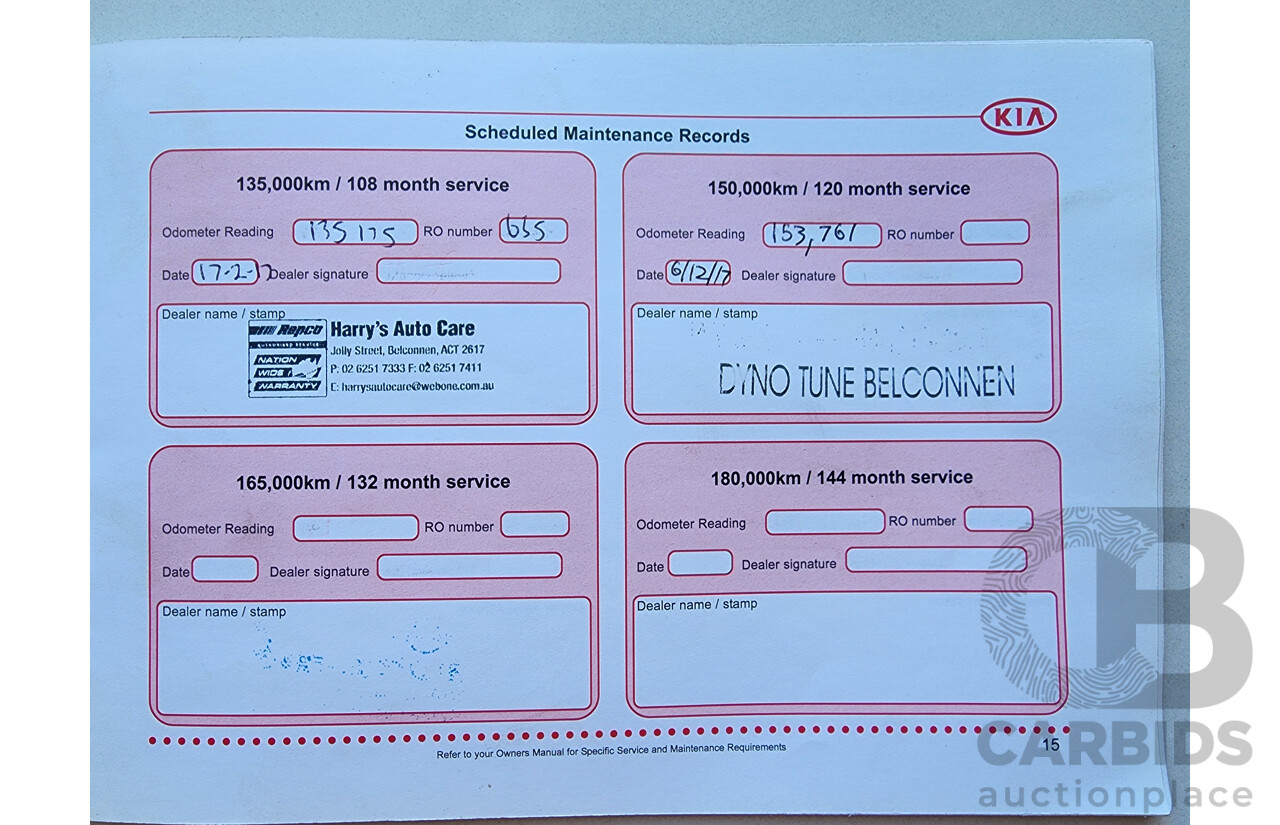 KIA
Scheduled Maintenance Records
135,000km / 108 month service
Odometer Reading 135 175 RO number
Date 17-2-17 Dealer signature
Dealer name / stamp
Repco
AUTHORISED SERVICE
NATION
WIDE
WARRANTY
Harry's Auto Care
Jolly Street, Belconnen, ACT 2617
P: 02 6251 7333 F: 02 6251 7411
E: harrysautocare@webone.com.au
150,000km / 120 month service
Odometer Reading 153,761 RO number
Date 6/12/17 Dealer signature
Dealer name / stamp
DYNO TUNE BELCONNEN
165,000km / 132 month service
Odometer Reading RO number
Date Dealer signature
Dealer name / stamp
180,000km / 144 month service
Odometer Reading RO number
Date Dealer signature
Dealer name / stamp
Refer to your Owners Manual for Specific Service and Maintenance Requirements
15
CB
CARBIDS
auctionplace